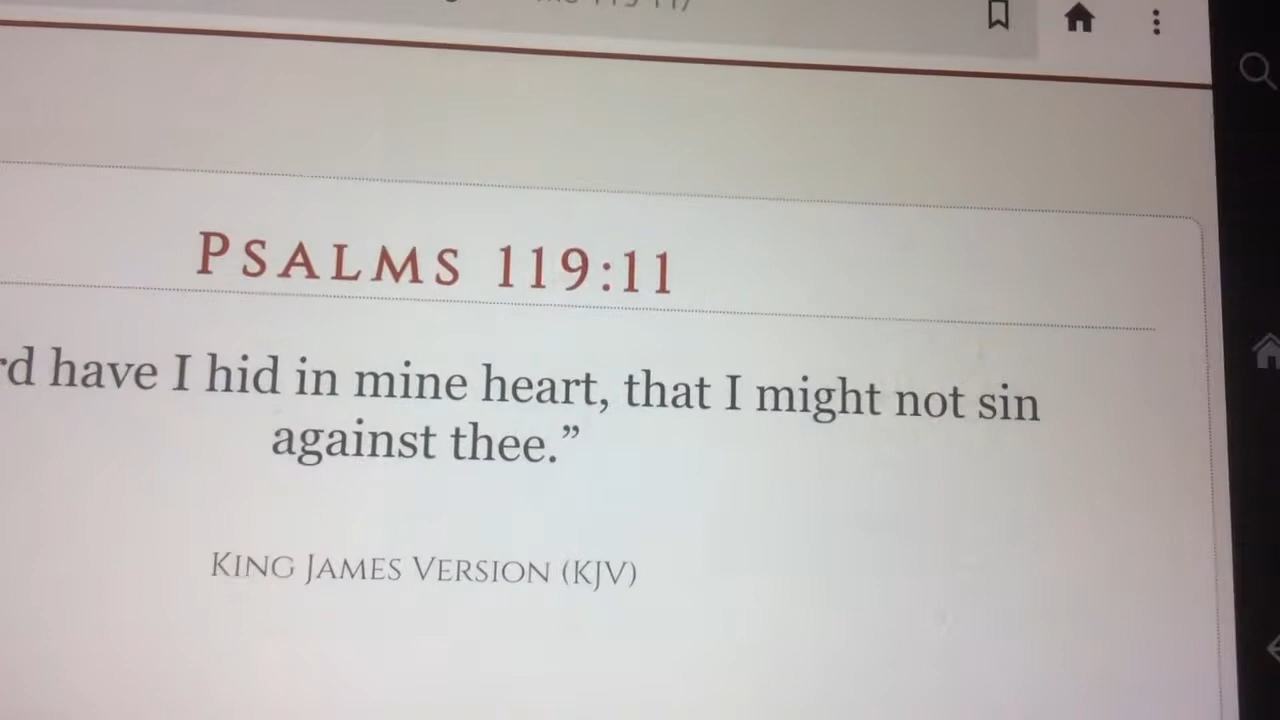 PSALMS 119:11
rd have I hid in mine heart, that I might not sin
against thee.”
KING JAMES VERSION (KJV)